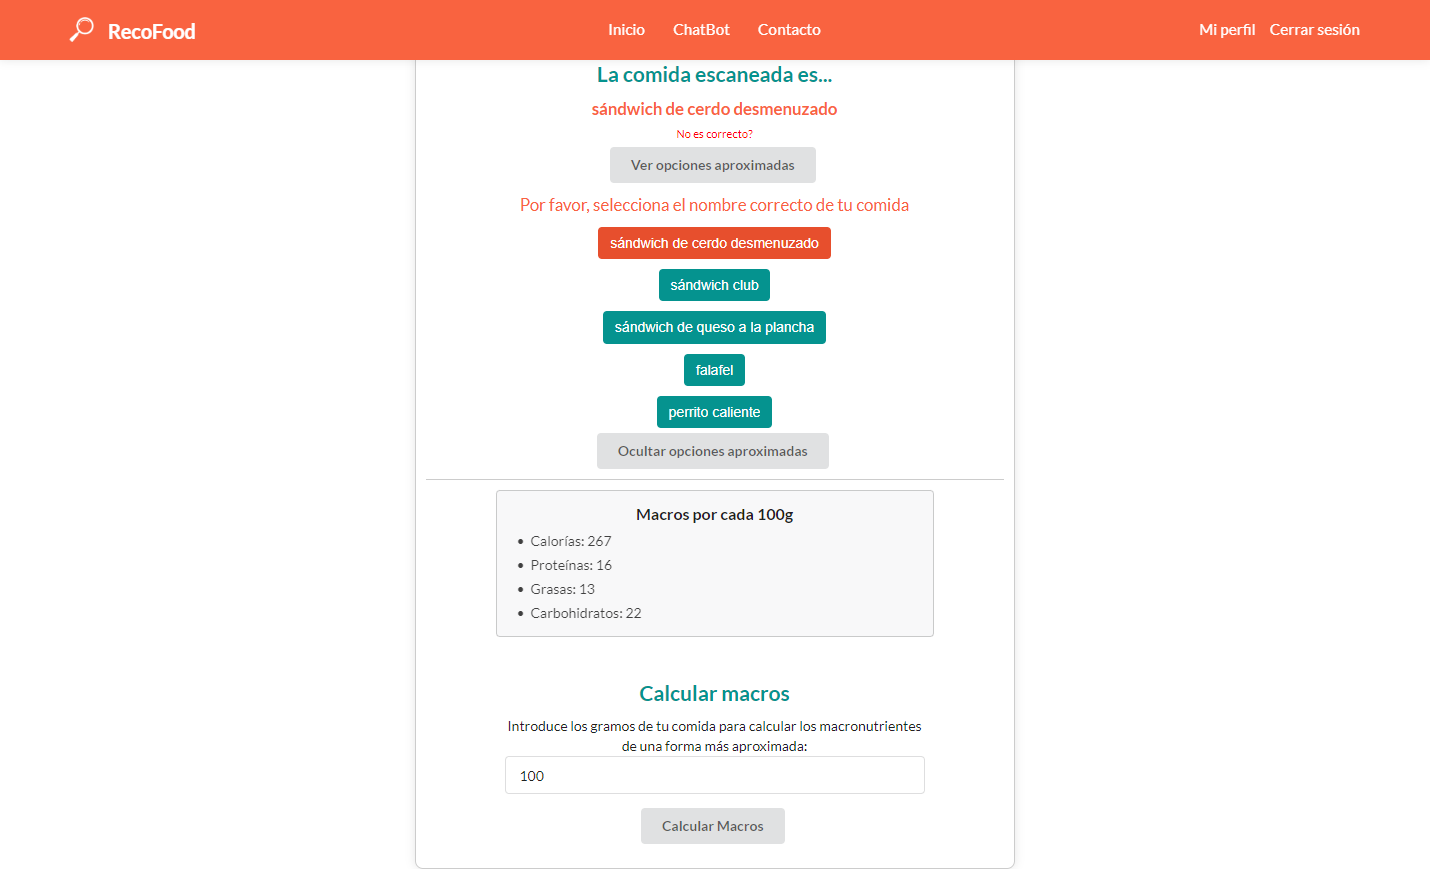 RecoFood
Inicio
ChatBot
Contacto
Mi perfil
Cerrar sesión
La comida escaneada es...
sándwich de cerdo desmenuzado
No es correcto?
Ver opciones aproximadas
Por favor, selecciona el nombre correcto de tu comida
sándwich de cerdo desmenuzado
sándwich club
sándwich de queso a la plancha
falafel
perrito caliente
Ocultar opciones aproximadas
Macros por cada 100g
• Calorías: 267
• Proteínas: 16
• Grasas: 13
• Carbohidratos: 22
Calcular macros
Introduce los gramos de tu comida para calcular los macronutrientes
de una forma más aproximada:
100
Calcular Macros